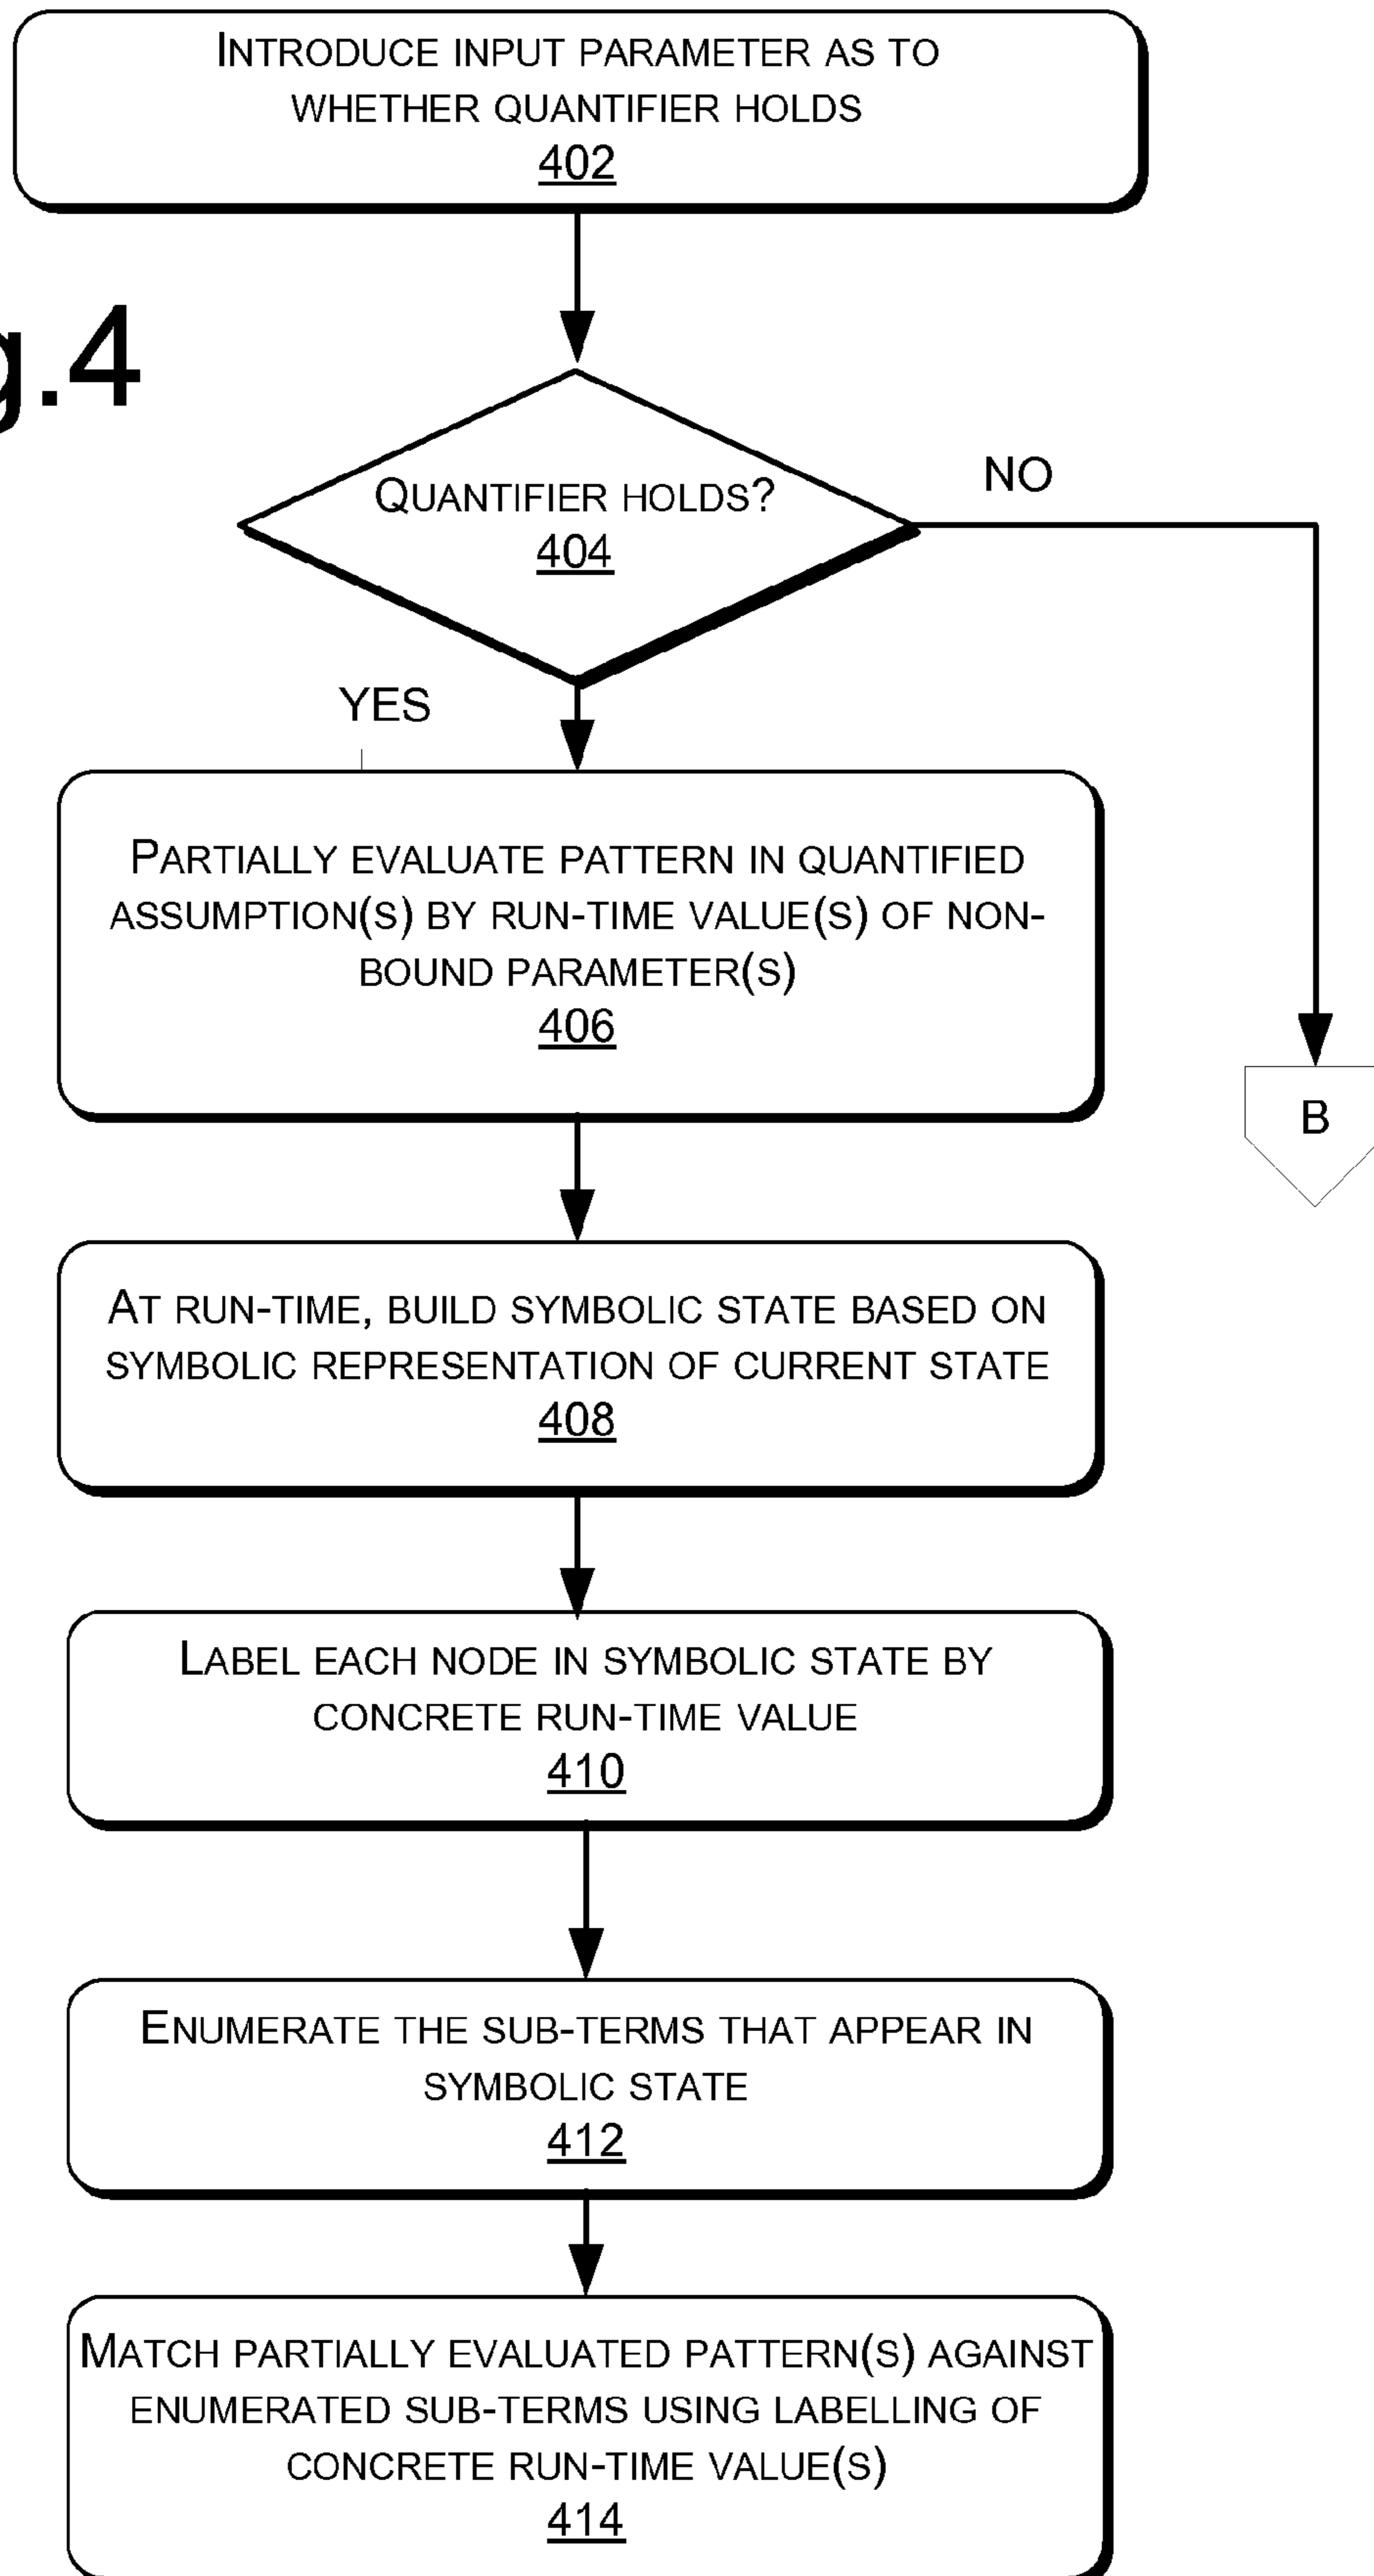 INTRODUCE INPUT PARAMETER AS TO
WHETHER QUANTIFIER HOLDS
402
g.4
QUANTIFIER HOLDS?
404
NO
YES
PARTIALLY EVALUATE PATTERN IN QUANTIFIED
ASSUMPTION(S) BY RUN-TIME VALUE(S) OF NON-
BOUND PARAMETER(S)
406
B
AT RUN-TIME, BUILD SYMBOLIC STATE BASED ON
SYMBOLIC REPRESENTATION OF CURRENT STATE
408
LABEL EACH NODE IN SYMBOLIC STATE BY
CONCRETE RUN-TIME VALUE
410
ENUMERATE THE SUB-TERMS THAT APPEAR IN
SYMBOLIC STATE
412
MATCH PARTIALLY EVALUATED PATTERN(S) AGAINST
ENUMERATED SUB-TERMS USING LABELLING OF
CONCRETE RUN-TIME VALUE(S)
414